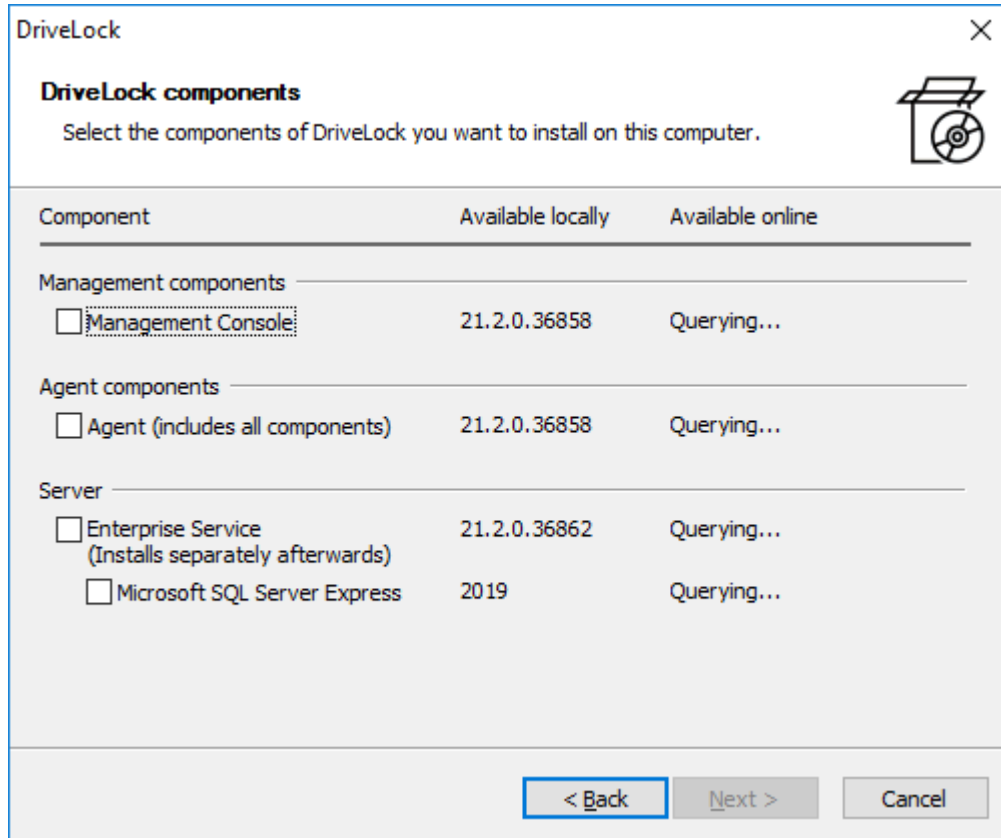 DriveLock
DriveLock components
Select the components of DriveLock you want to install on this computer.
Component Available locally Available online
Management components
Management Console 21.2.0.36858 Querying...
Agent components
Agent (includes all components) 21.2.0.36858 Querying...
Server
Enterprise Service 21.2.0.36862 Querying...
(Installs separately afterwards)
Microsoft SQL Server Express 2019 Querying...
< Back Next > Cancel